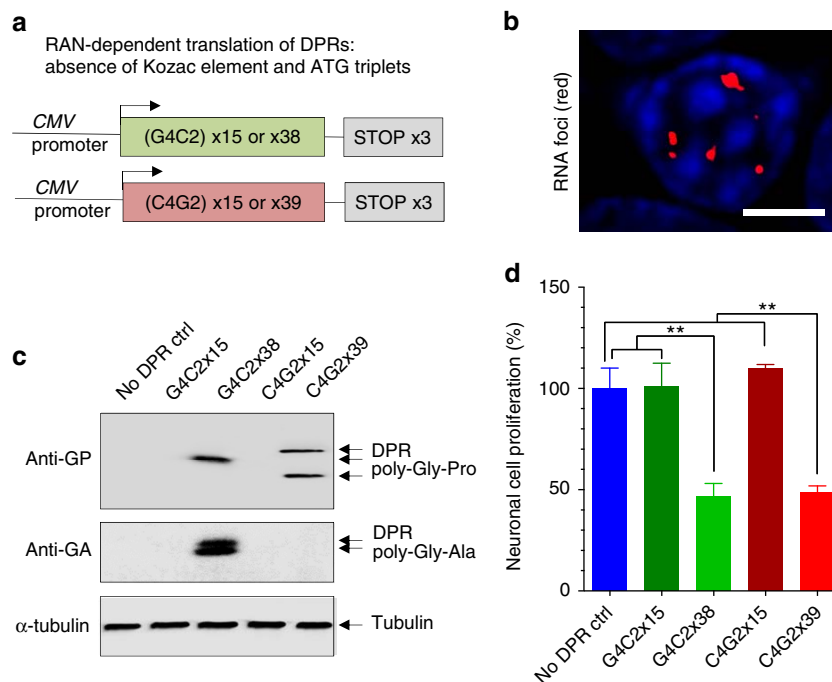 a
RAN-dependent translation of DPRs:
absence of Kozac element and ATG triplets
CMV
promoter
(G4C2) x15 or x38
STOP x3
CMV
promoter
(C4G2) x15 or x39
STOP x3
b
RNA foci (red)
c
No DPR ctrl
G4C2x15
G4C2x38
C4G2x15
C4G2x39
Anti-GP
DPR
poly-Gly-Pro
Anti-GA
DPR
poly-Gly-Ala
α-tubulin
Tubulin
d
Neuronal cell proliferation (%)
150
100
50
0
**
**
No DPR ctrl
G4C2x15
G4C2x38
C4G2x15
C4G2x39